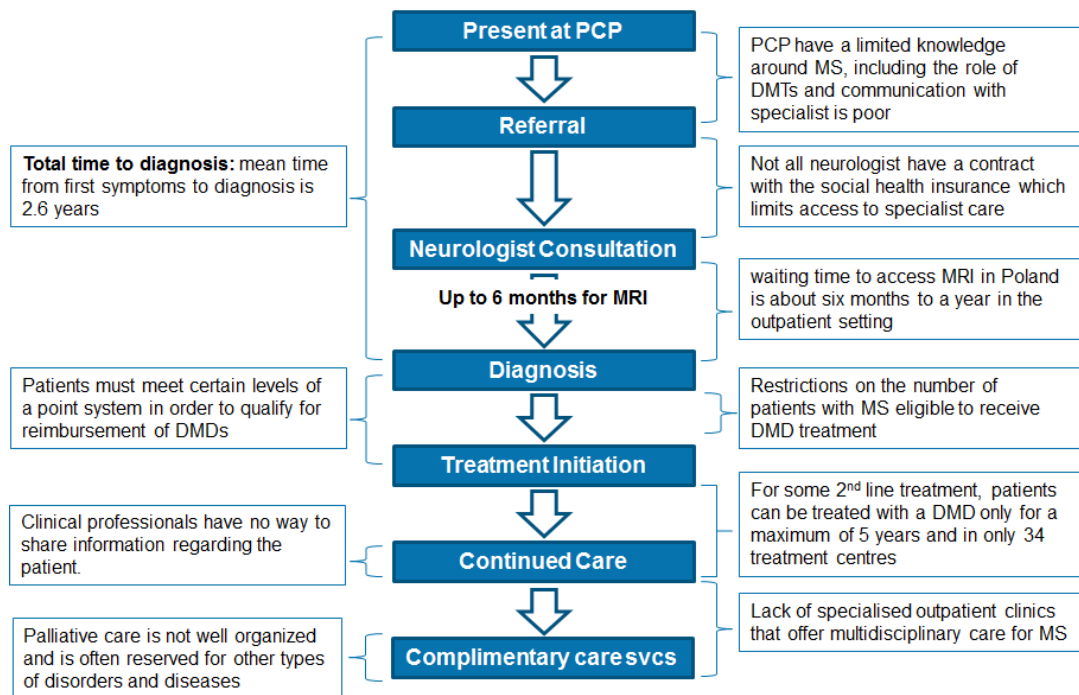 Present at PCP
PCP have a limited knowledge
around MS, including the role of
DMTs and communication with
specialist is poor
Referral
Total time to diagnosis: mean time
from first symptoms to diagnosis is
2.6 years
Not all neurologist have a contract
with the social health insurance which
limits access to specialist care
Neurologist Consultation
Up to 6 months for MRI
waiting time to access MRI in Poland
is about six months to a year in the
outpatient setting
Diagnosis
Patients must meet certain levels of
a point system in order to qualify for
reimbursement of DMDs
Restrictions on the number of
patients with MS eligible to receive
DMD treatment
Treatment Initiation
For some 2nd line treatment, patients
can be treated with a DMD only for a
maximum of 5 years and in only 34
treatment centres
Clinical professionals have no way to
share information regarding the
patient.
Continued Care
Lack of specialised outpatient clinics
that offer multidisciplinary care for MS
Palliative care is not well organized
and is often reserved for other types
of disorders and diseases
Complimentary care svcs